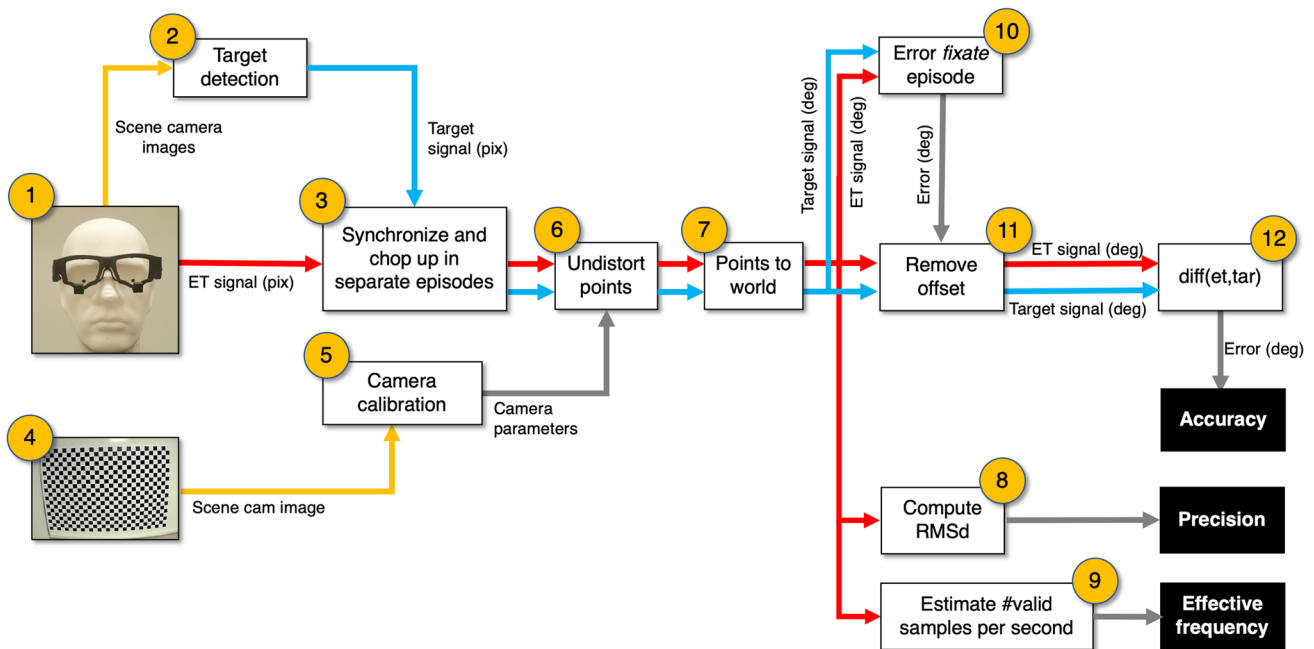 1
2
Target
detection
Scene camera
images
Target
signal (pix)
ET signal (pix)
3
Synchronize and
chop up in
separate episodes
4
Scene cam image
5
Camera
calibration
Camera
parameters
6
Undistort
points
7
Points to
world
Target signal (deg)
ET signal (deg)
10
Error fixate
episode
Error (deg)
11
Remove
offset
ET signal (deg)
Target signal (deg)
12
diff(et,tar)
Error (deg)
Accuracy
8
Compute
RMSd
Precision
9
Estimate #valid
samples per second
Effective
frequency